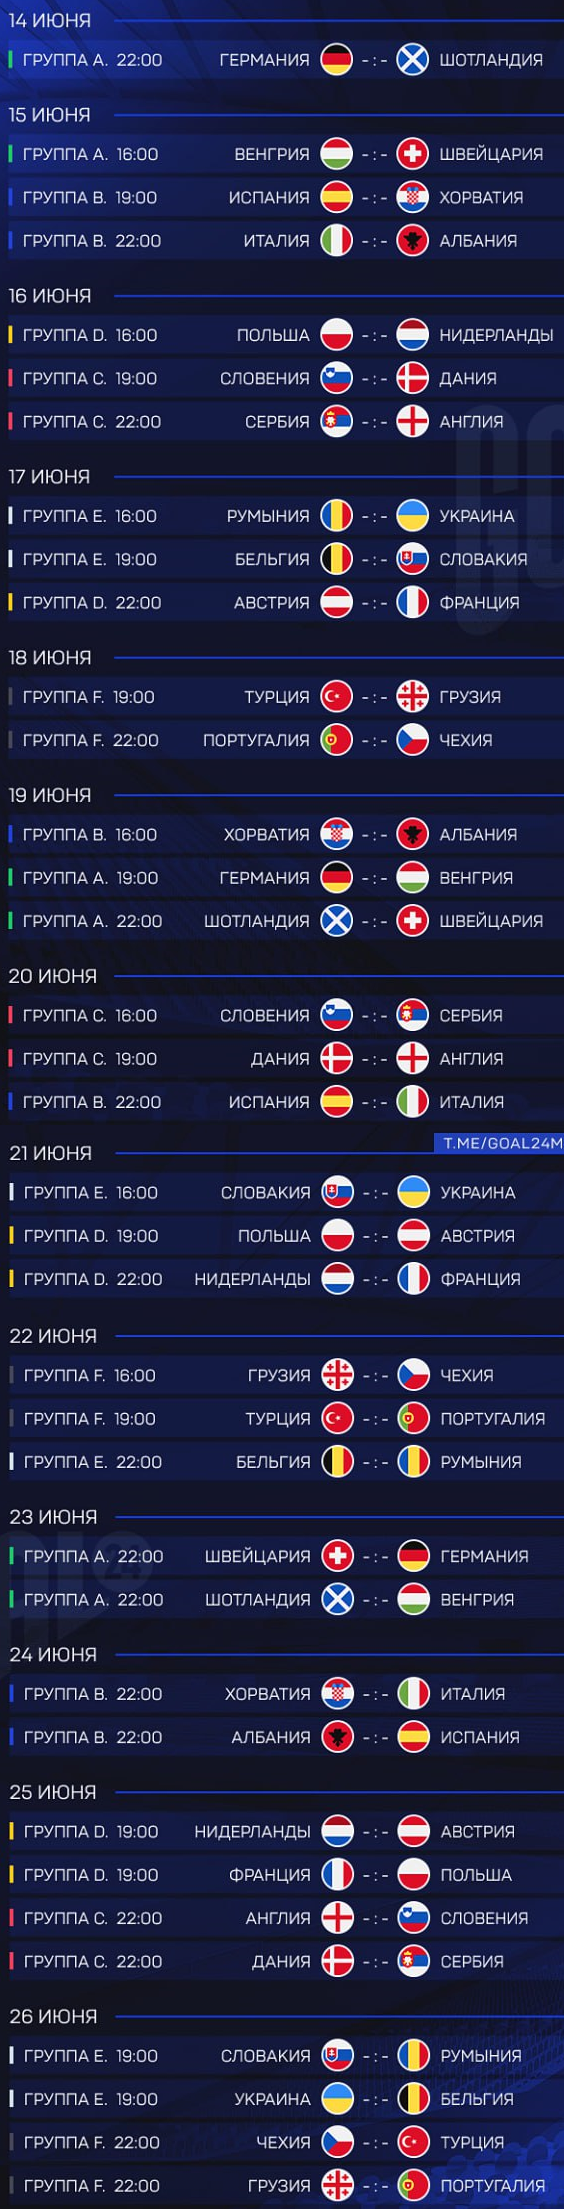 14 ИЮНЯ
ГРУППА A. 22:00 ГЕРМАНИЯ - : - ШОТЛАНДИЯ
15 ИЮНЯ
ГРУППА A. 16:00 ВЕНГРИЯ - : - ШВЕЙЦАРИЯ
ГРУППА B. 19:00 ИСПАНИЯ - : - ХОРВАТИЯ
ГРУППА B. 22:00 ИТАЛИЯ - : - АЛБАНИЯ
16 ИЮНЯ
ГРУППА D. 16:00 ПОЛЬША - : - НИДЕРЛАНДЫ
ГРУППА C. 19:00 СЛОВЕНИЯ - : - ДАНИЯ
ГРУППА C. 22:00 СЕРБИЯ - : - АНГЛИЯ
17 ИЮНЯ
ГРУППА E. 16:00 РУМЫНИЯ - : - УКРАИНА
ГРУППА E. 19:00 БЕЛЬГИЯ - : - СЛОВАКИЯ
ГРУППА D. 22:00 АВСТРИЯ - : - ФРАНЦИЯ
18 ИЮНЯ
ГРУППА F. 19:00 ТУРЦИЯ - : - ГРУЗИЯ
ГРУППА F. 22:00 ПОРТУГАЛИЯ - : - ЧЕХИЯ
19 ИЮНЯ
ГРУППА B. 16:00 ХОРВАТИЯ - : - АЛБАНИЯ
ГРУППА A. 19:00 ГЕРМАНИЯ - : - ВЕНГРИЯ
ГРУППА A. 22:00 ШОТЛАНДИЯ - : - ШВЕЙЦАРИЯ
20 ИЮНЯ
ГРУППА C. 16:00 СЛОВЕНИЯ - : - СЕРБИЯ
ГРУППА C. 19:00 ДАНИЯ - : - АНГЛИЯ
ГРУППА B. 22:00 ИСПАНИЯ - : - ИТАЛИЯ
T.ME/GOAL24M
21 ИЮНЯ
ГРУППА E. 16:00 СЛОВАКИЯ - : - УКРАИНА
ГРУППА D. 19:00 ПОЛЬША - : - АВСТРИЯ
ГРУППА D. 22:00 НИДЕРЛАНДЫ - : - ФРАНЦИЯ
22 ИЮНЯ
ГРУППА F. 16:00 ГРУЗИЯ - : - ЧЕХИЯ
ГРУППА F. 19:00 ТУРЦИЯ - : - ПОРТУГАЛИЯ
ГРУППА E. 22:00 БЕЛЬГИЯ - : - РУМЫНИЯ
23 ИЮНЯ
ГРУППА A. 22:00 ШВЕЙЦАРИЯ - : - ГЕРМАНИЯ
ГРУППА A. 22:00 ШОТЛАНДИЯ - : - ВЕНГРИЯ
24 ИЮНЯ
ГРУППА B. 22:00 ХОРВАТИЯ - : - ИТАЛИЯ
ГРУППА B. 22:00 АЛБАНИЯ - : - ИСПАНИЯ
25 ИЮНЯ
ГРУППА D. 19:00 НИДЕРЛАНДЫ - : - АВСТРИЯ
ГРУППА D. 19:00 ФРАНЦИЯ - : - ПОЛЬША
ГРУППА C. 22:00 АНГЛИЯ - : - СЛОВЕНИЯ
ГРУППА C. 22:00 ДАНИЯ - : - СЕРБИЯ
26 ИЮНЯ
ГРУППА E. 19:00 СЛОВАКИЯ - : - РУМЫНИЯ
ГРУППА E. 19:00 УКРАИНА - : - БЕЛЬГИЯ
ГРУППА F. 22:00 ЧЕХИЯ - : - ТУРЦИЯ
ГРУППА F. 22:00 ГРУЗИЯ - : - ПОРТУГАЛИЯ